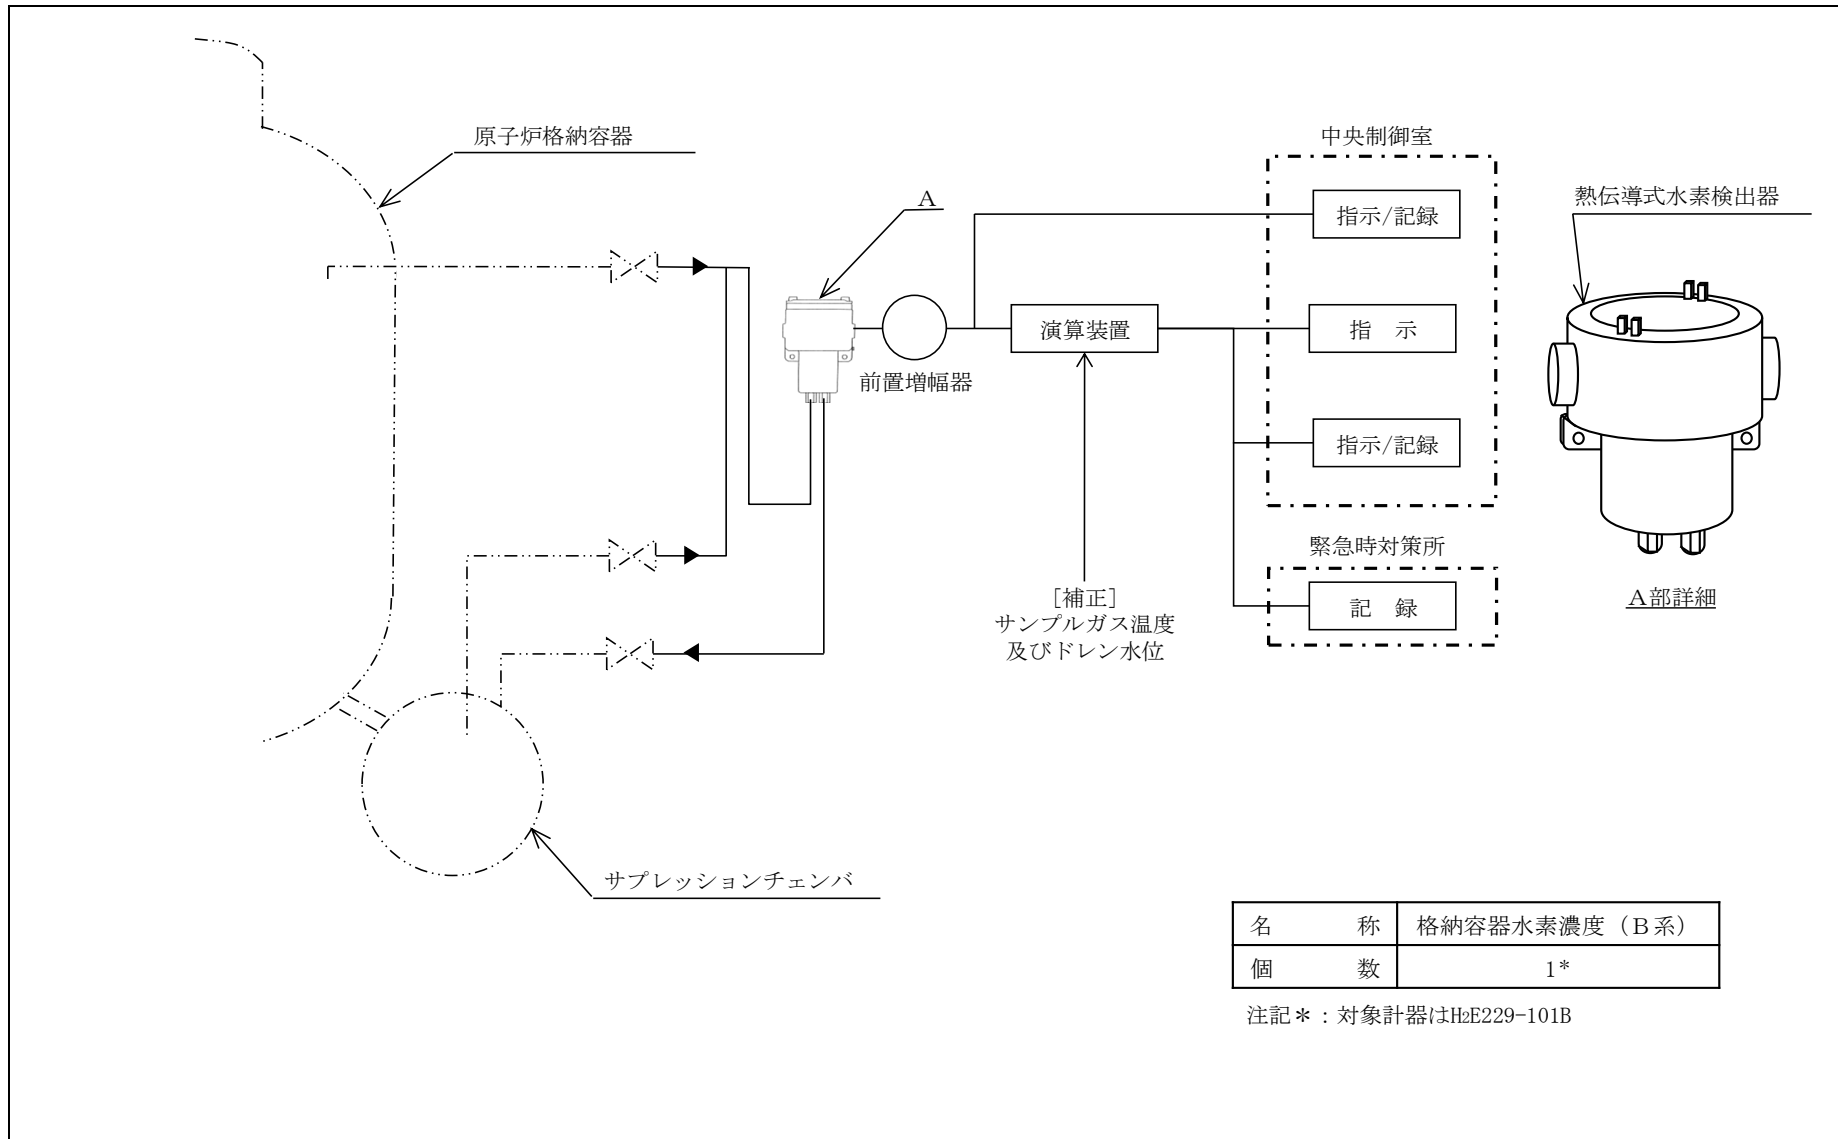 原子炉格納容器
A
前置増幅器
演算装置
[補正]
サンプルガス温度
及びドレン水位
中央制御室
指示/記録
指　示
指示/記録
緊急時対策所
記　録
熱伝導式水素検出器
A部詳細
サプレッションチェンバ
名　称　格納容器水素濃度（B系）
個　数　1*
注記＊：対象計器はH2E229-101B